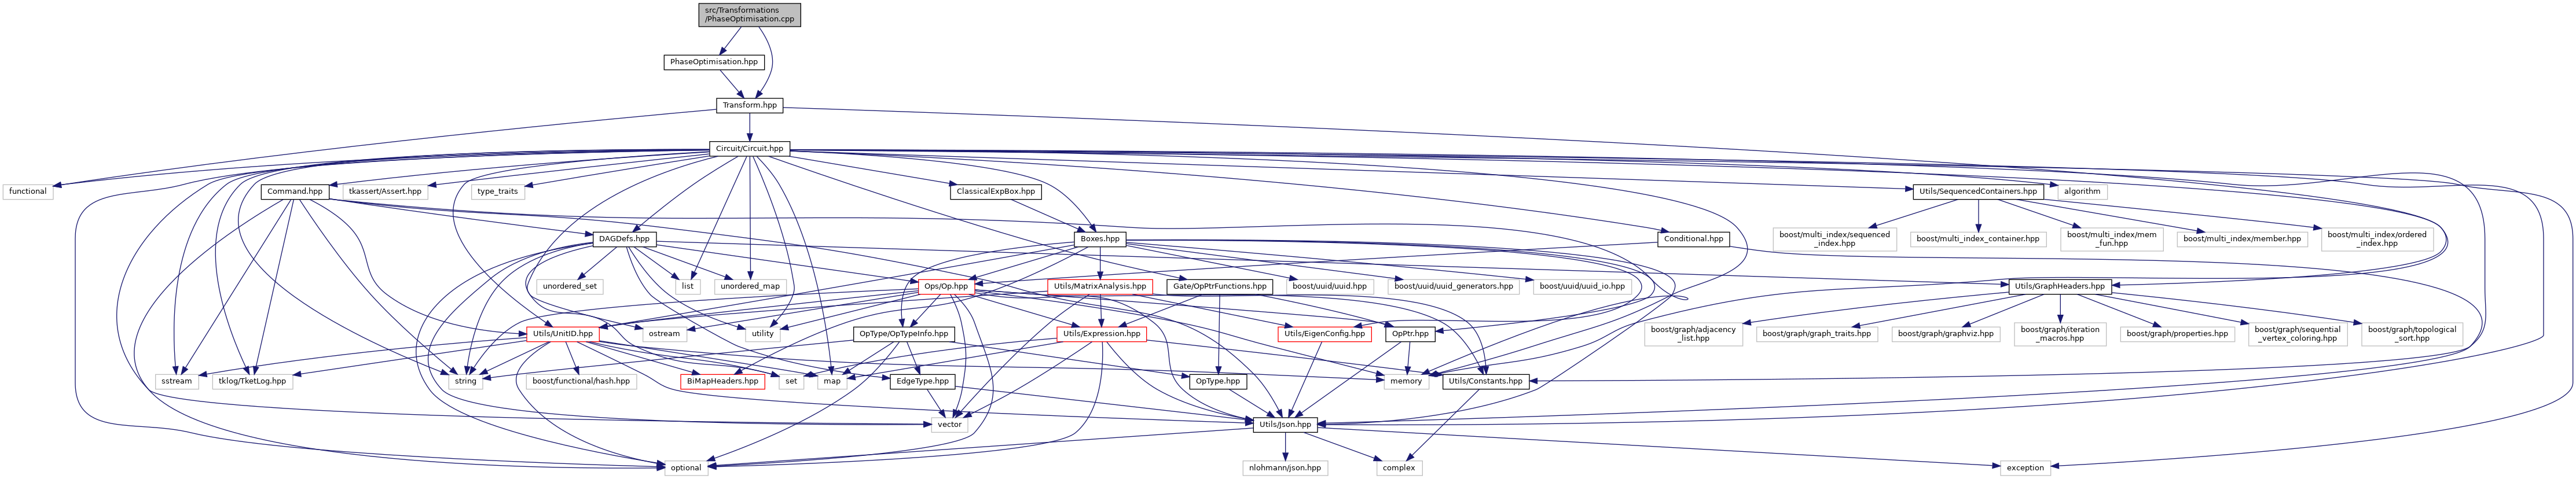 src/Transformations
/PhaseOptimisation.cpp
PhaseOptimisation.hpp
Transform.hpp
Circuit/Circuit.hpp
functional
Command.hpp
tkassert/Assert.hpp
type_traits
ClassicalExpBox.hpp
Utils/SequencedContainers.hpp
algorithm
DAGDefs.hpp
Boxes.hpp
Conditional.hpp
boost/multi_index/sequenced
_index.hpp
boost/multi_index_container.hpp
boost/multi_index/mem
_fun.hpp
boost/multi_index/member.hpp
boost/multi_index/ordered
_index.hpp
unordered_set
list
unordered_map
Ops/Op.hpp
Utils/MatrixAnalysis.hpp
Gate/OpPtrFunctions.hpp
boost/uuid/uuid.hpp
boost/uuid/uuid_generators.hpp
boost/uuid/uuid_io.hpp
Utils/GraphHeaders.hpp
Utils/UnitID.hpp
ostream
utility
OpType/OpTypeInfo.hpp
Utils/Expression.hpp
Utils/EigenConfig.hpp
OpPtr.hpp
boost/graph/adjacency
_list.hpp
boost/graph/graph_traits.hpp
boost/graph/graphviz.hpp
boost/graph/iteration
_macros.hpp
boost/graph/properties.hpp
boost/graph/sequential
_vertex_coloring.hpp
boost/graph/topological
_sort.hpp
sstream
tklog/TketLog.hpp
string
boost/functional/hash.hpp
BiMapHeaders.hpp
set
map
EdgeType.hpp
OpType.hpp
memory
Utils/Constants.hpp
vector
Utils/Json.hpp
optional
nlohmann/json.hpp
complex
exception